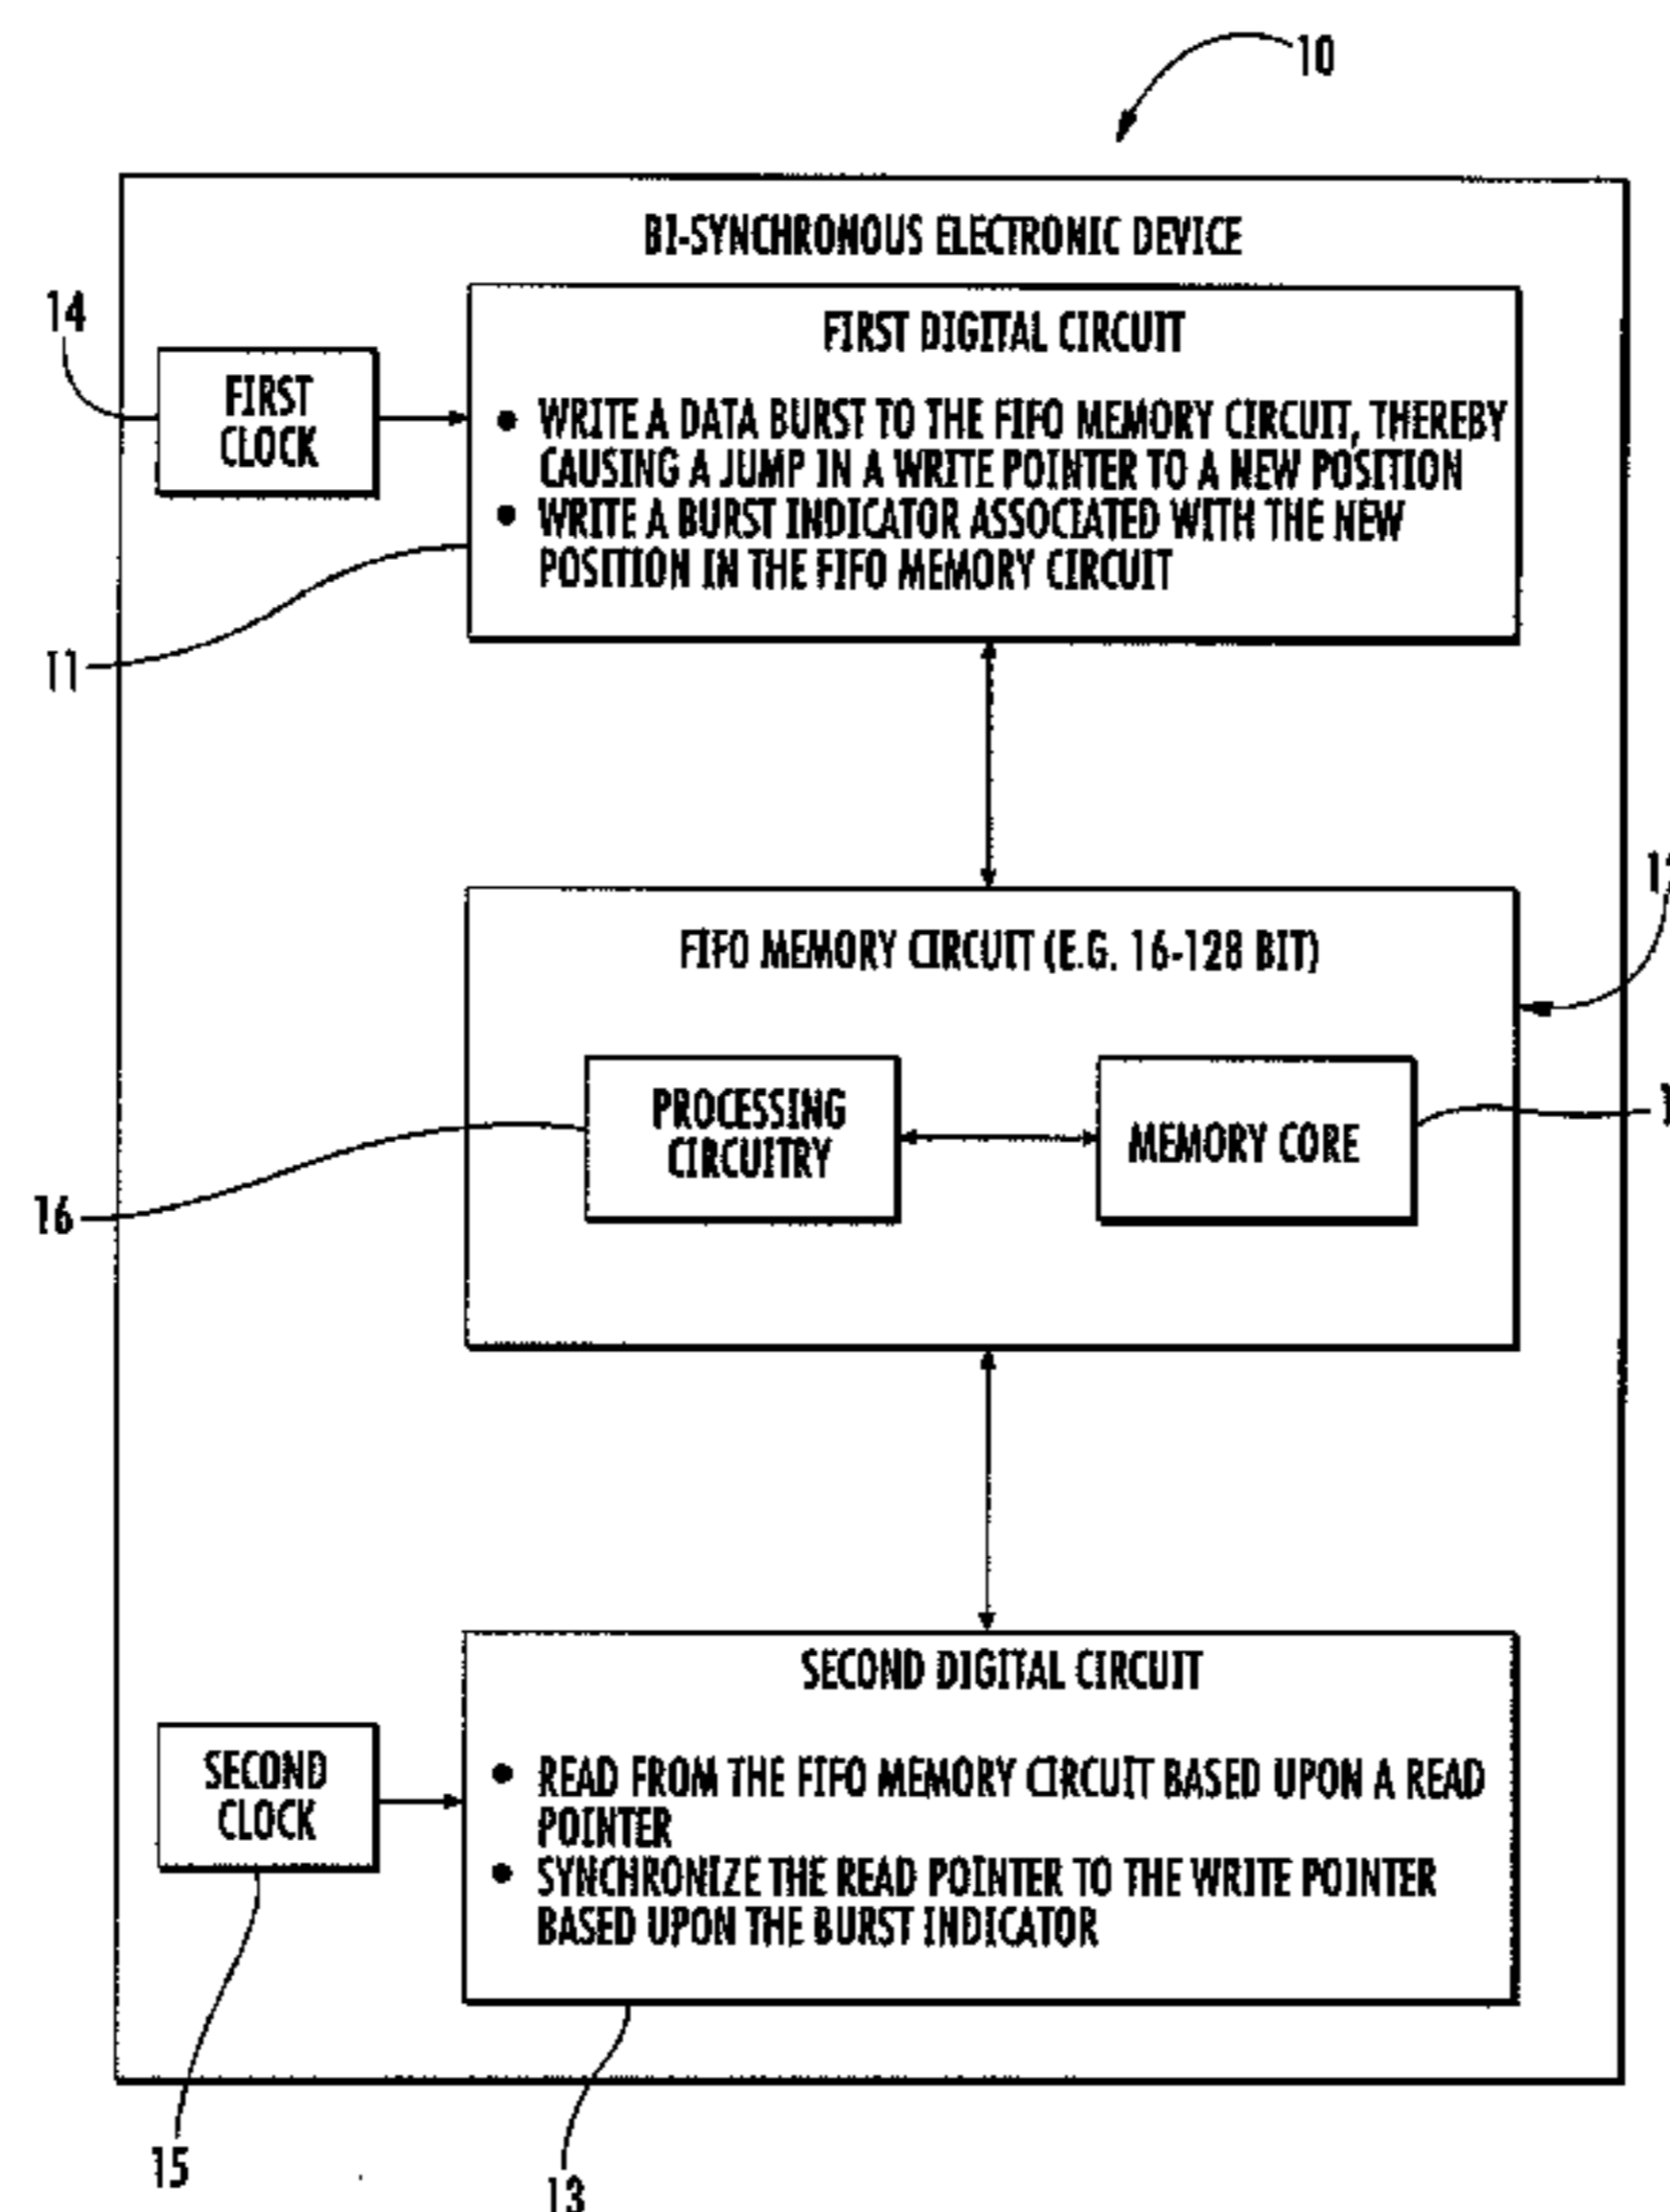 10
BI-SYNCHRONOUS ELECTRONIC DEVICE
14
FIRST
CLOCK
FIRST DIGITAL CIRCUIT
• WRITE A DATA BURST TO THE FIFO MEMORY CIRCUIT, THEREBY
CAUSING A JUMP IN A WRITE POINTER TO A NEW POSITION
• WRITE A BURST INDICATOR ASSOCIATED WITH THE NEW
POSITION IN THE FIFO MEMORY CIRCUIT
11
FIFO MEMORY CIRCUIT (E.G. 16-128 BIT)
PROCESSING
CIRCUITRY
MEMORY CORE
16
SECOND DIGITAL CIRCUIT
SECOND
CLOCK
• READ FROM THE FIFO MEMORY CIRCUIT BASED UPON A READ
POINTER
• SYNCHRONIZE THE READ POINTER TO THE WRITE POINTER
BASED UPON THE BURST INDICATOR
15
13